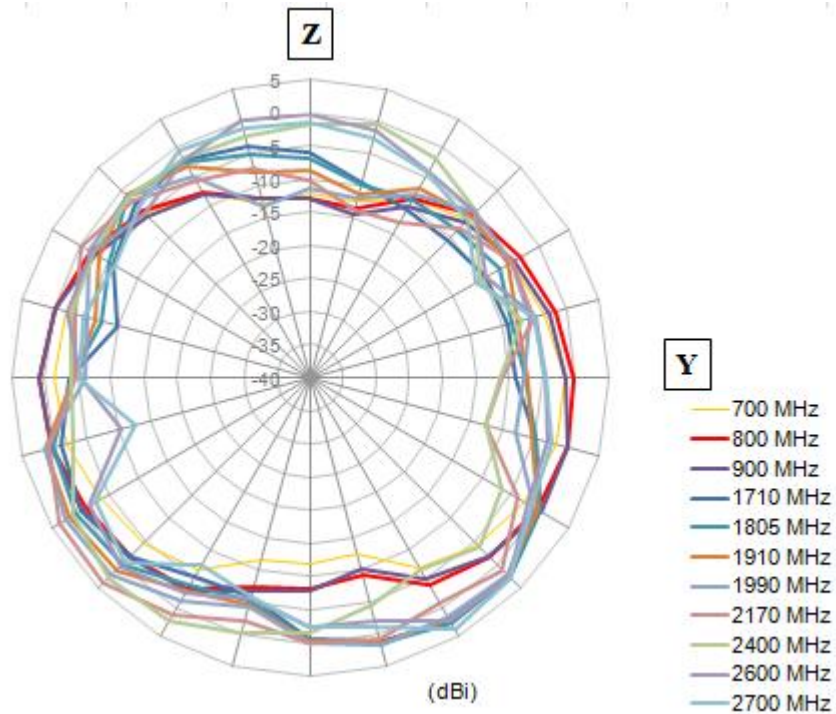 Z
5
0
-5
-10
-15
-20
-25
-30
-35
-40
Y
700 MHz
800 MHz
900 MHz
1710 MHz
1805 MHz
1910 MHz
1990 MHz
2170 MHz
2400 MHz
2600 MHz
2700 MHz
(dBi)